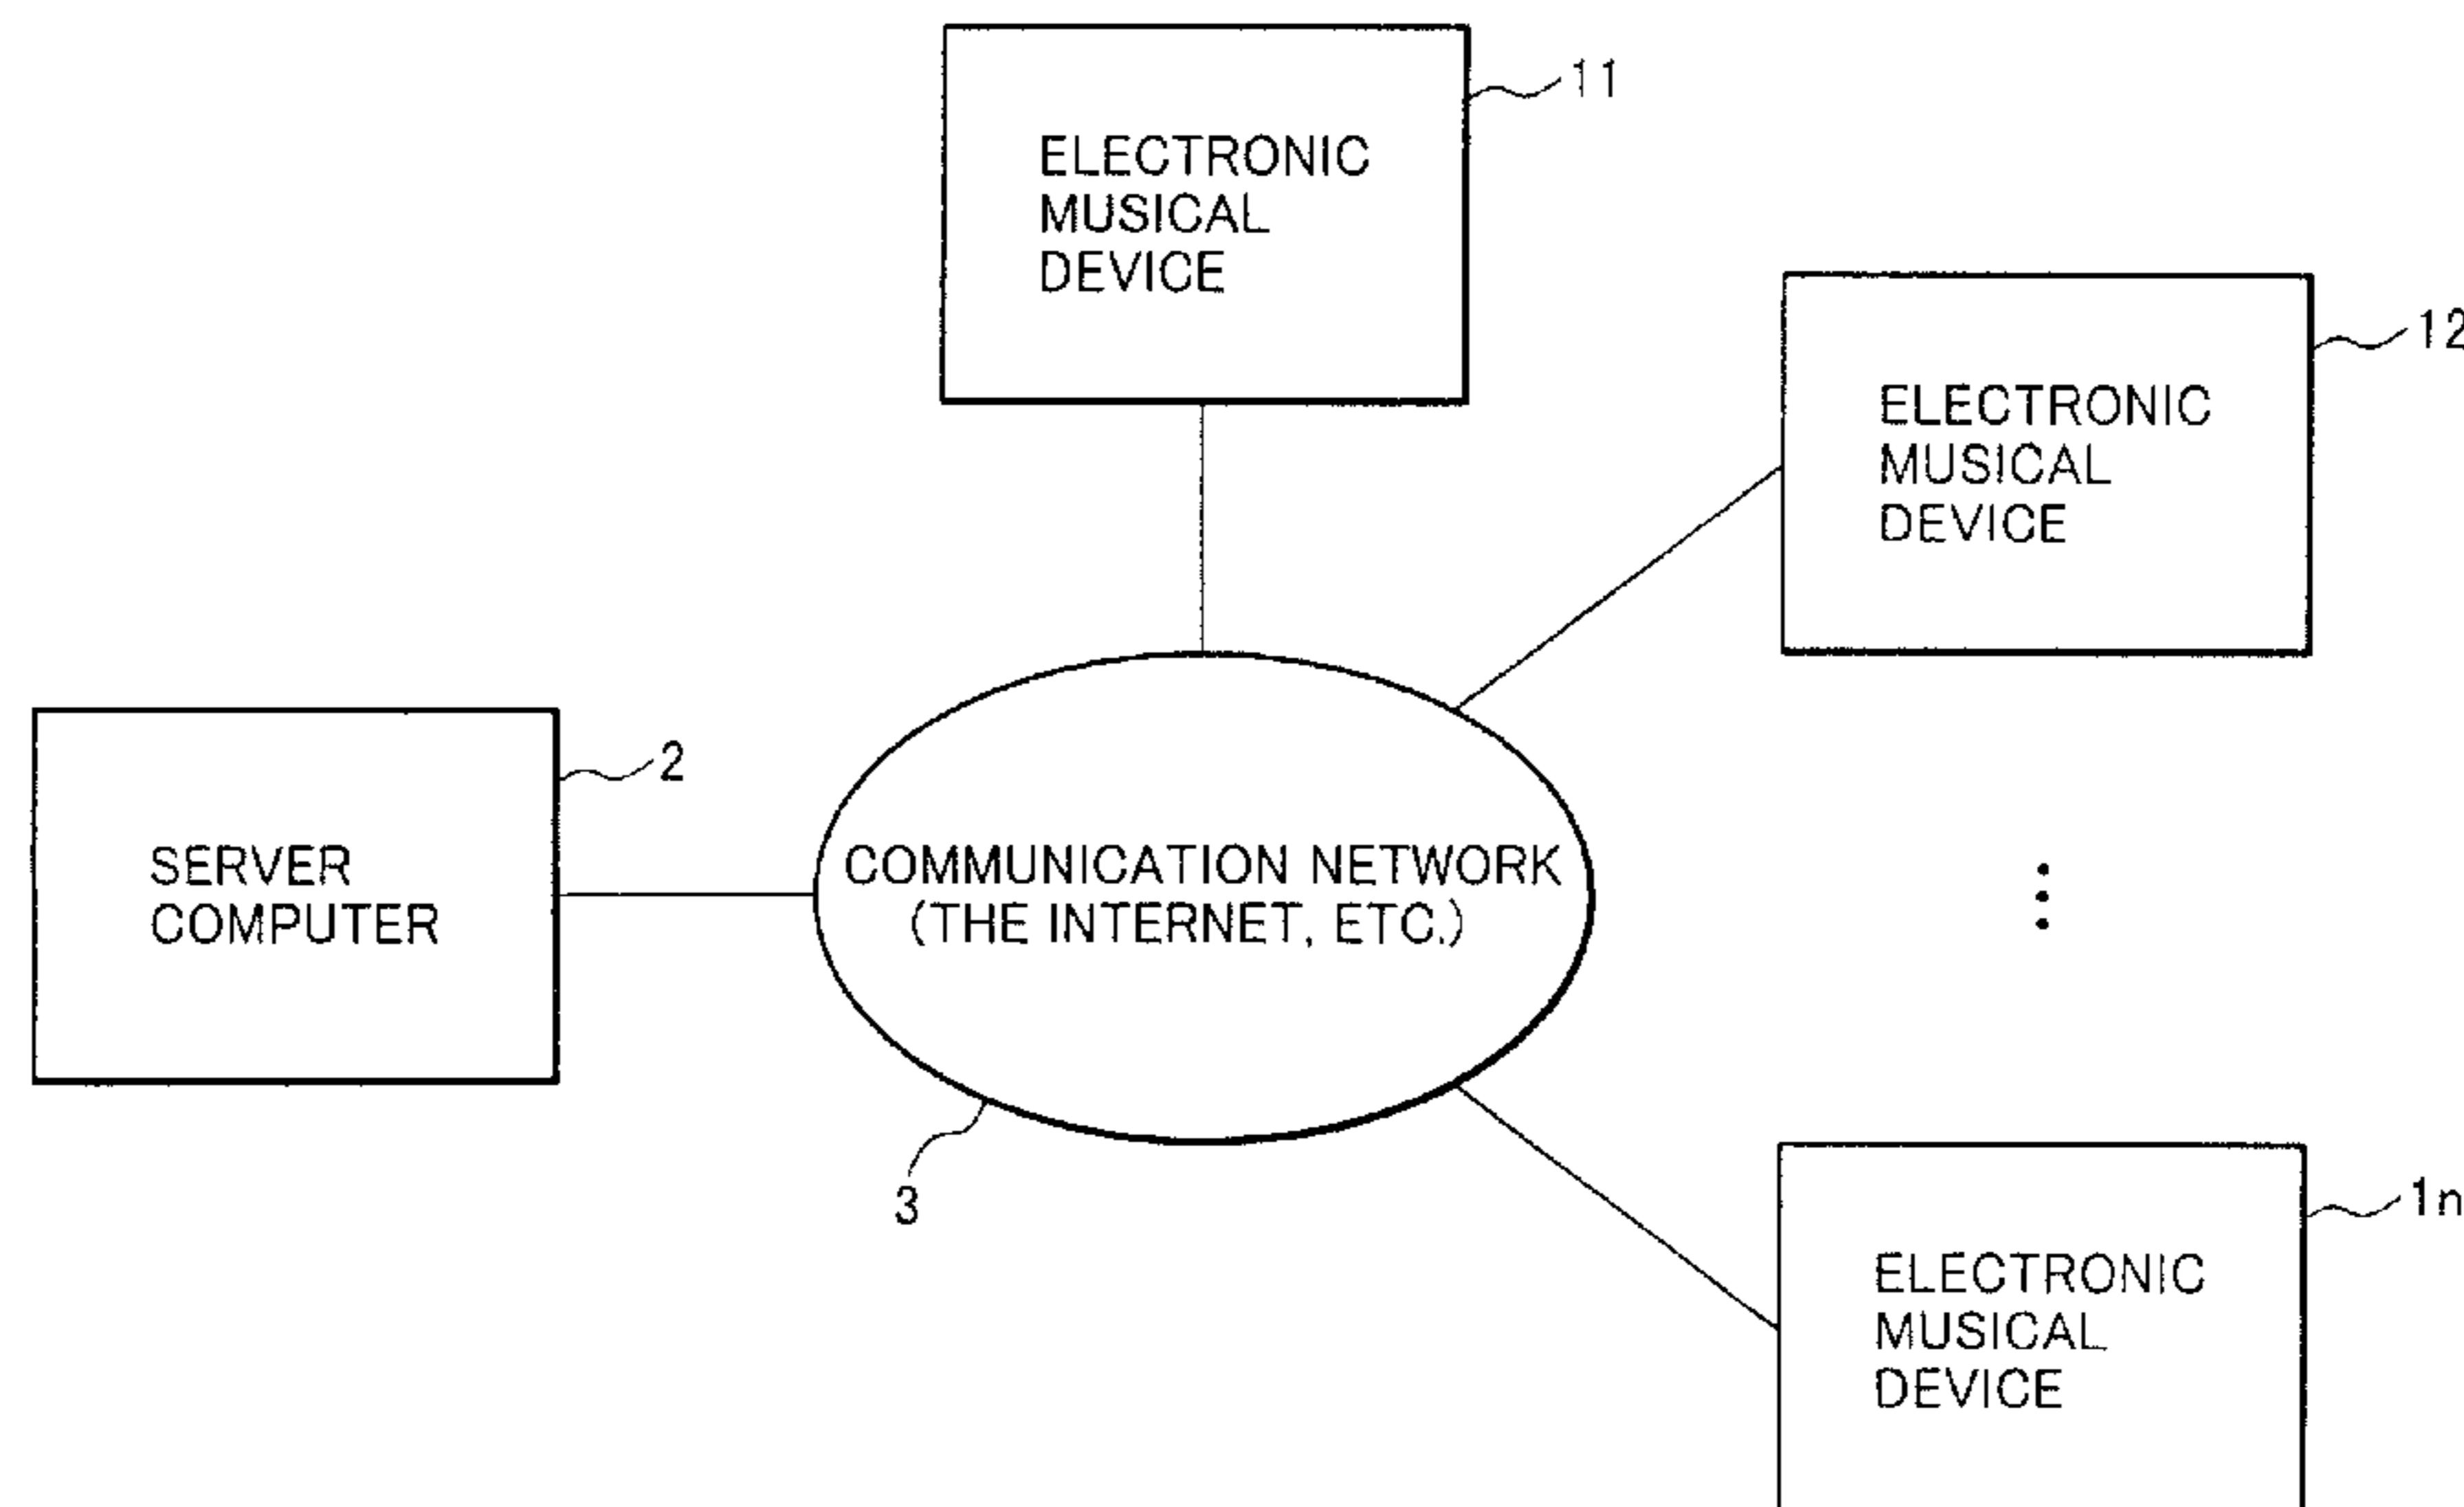 11
ELECTRONIC
MUSICAL
DEVICE
12
ELECTRONIC
MUSICAL
DEVICE
2
SERVER
COMPUTER
COMMUNICATION NETWORK
(THE INTERNET, ETC.)
3
1n
ELECTRONIC
MUSICAL
DEVICE